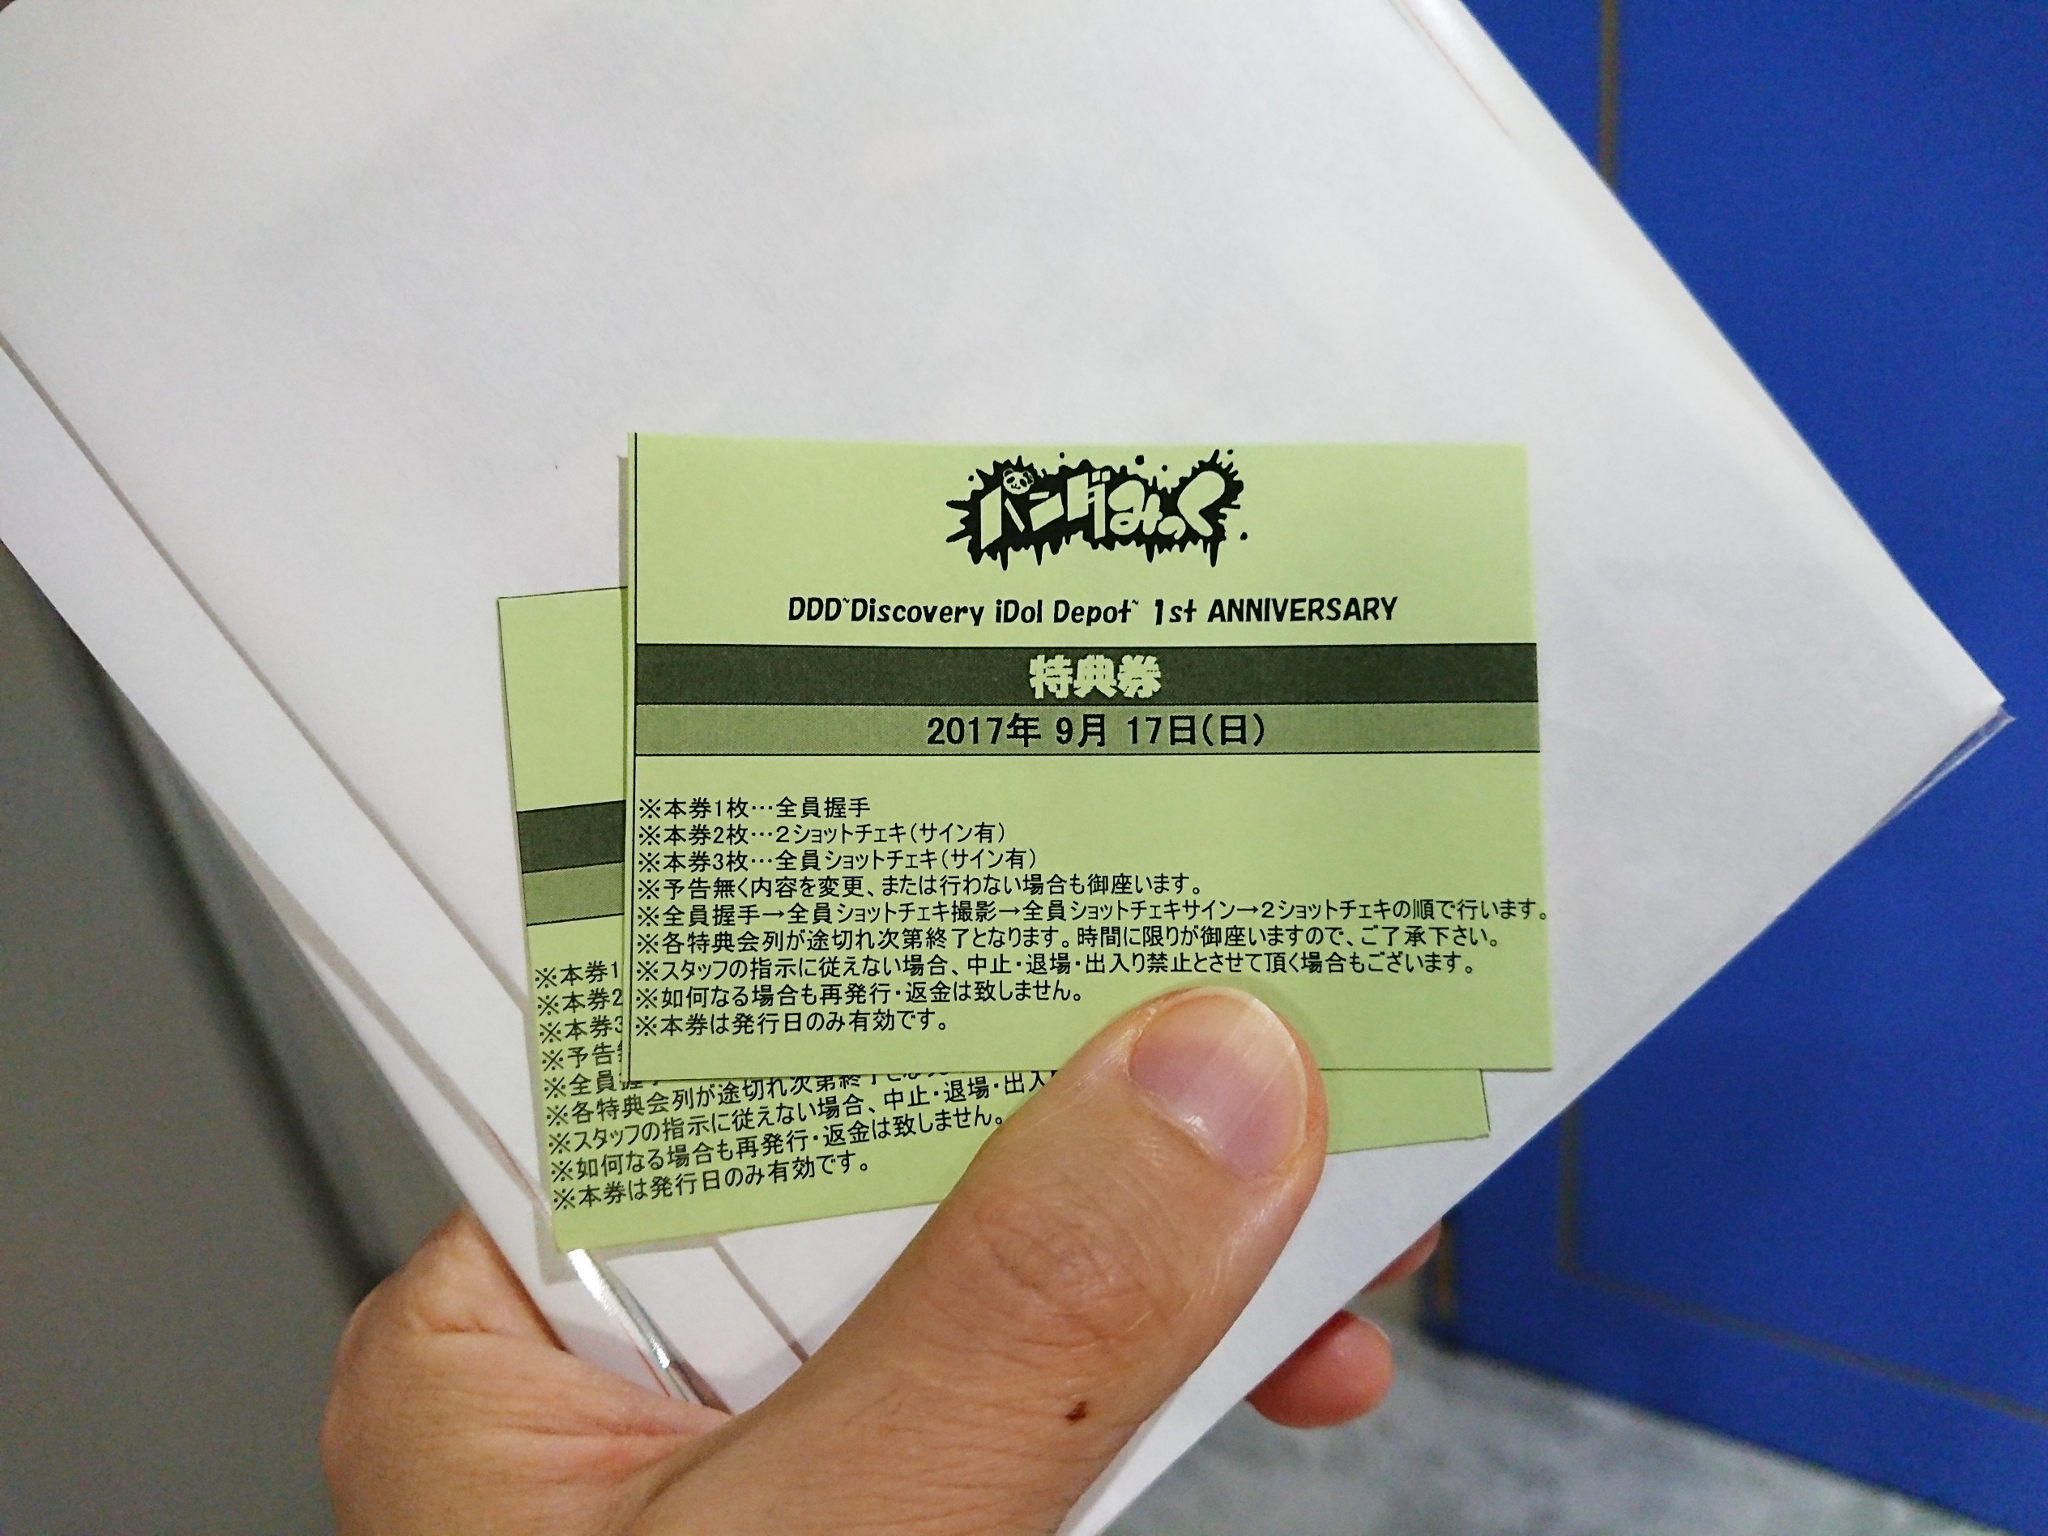 パンダみっく
DDD~Discovery iDol Depot~ 1st ANNIVERSARY
特典券
2017年 9月 17日(日)
※本券1枚…全員握手
※本券2枚…2ショットチェキ(サイン有)
※本券3枚…全員ショットチェキ(サイン有)
※予告無く内容を変更、または行わない場合も御座います。
※全員握手→全員ショットチェキ撮影→全員ショットチェキサイン→2ショットチェキの順で行います。
※各特典会列が途切れ次第終了となります。時間に限りが御座いますので、ご了承下さい。
※スタッフの指示に従えない場合、中止・退場・出入り禁止とさせて頂く場合もございます。
※如何なる場合も再発行・返金は致しません。
※本券は発行日のみ有効です。
※本券1
※本券2
※本券3
※予告
※全員握
※各特典会列が途切れ次第終了とな
※スタッフの指示に従えない場合、中止・退場・出入
※如何なる場合も再発行・返金は致しません。
※本券は発行日のみ有効です。